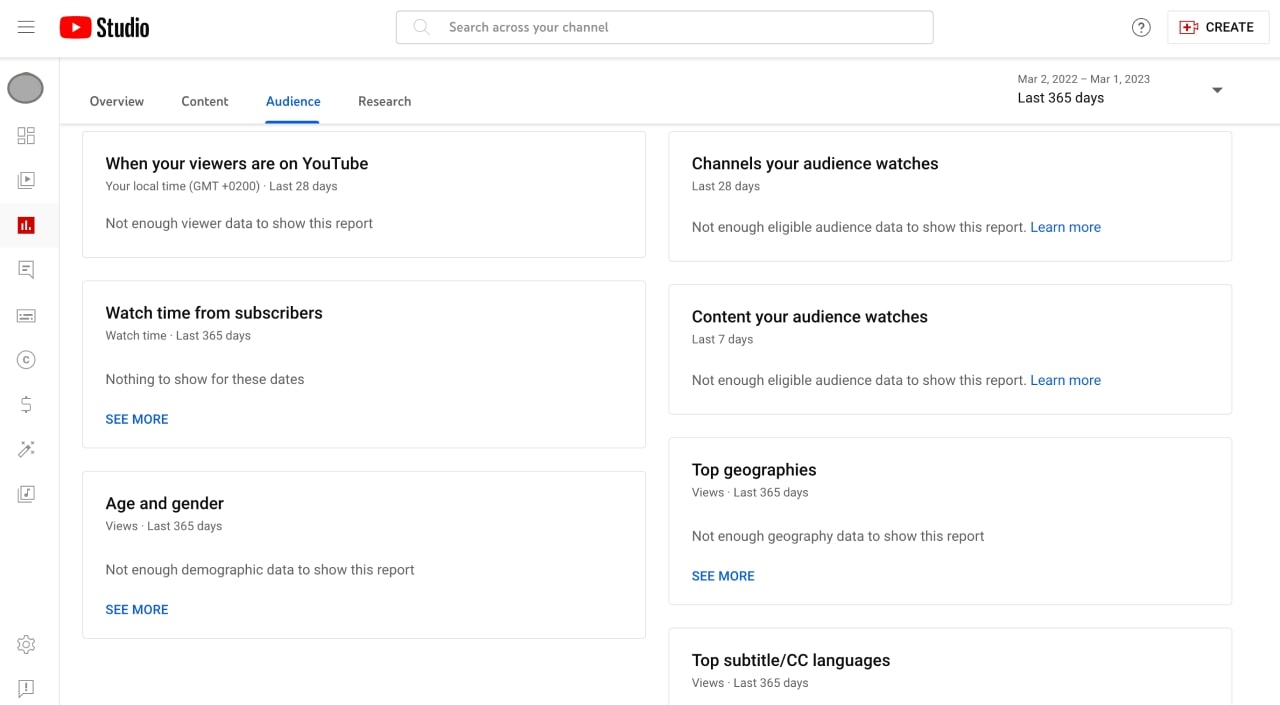 Studio
Search across your channel
?
CREATE
Overview
Content
Audience
Research
Mar 2, 2022 – Mar 1, 2023
Last 365 days
When your viewers are on YouTube
Your local time (GMT +0200) · Last 28 days
Not enough viewer data to show this report
Watch time from subscribers
Watch time · Last 365 days
Nothing to show for these dates
SEE MORE
Age and gender
Views · Last 365 days
Not enough demographic data to show this report
SEE MORE
Channels your audience watches
Last 28 days
Not enough eligible audience data to show this report. Learn more
Content your audience watches
Last 7 days
Not enough eligible audience data to show this report. Learn more
Top geographies
Views · Last 365 days
Not enough geography data to show this report
SEE MORE
Top subtitle/CC languages
Views · Last 365 days